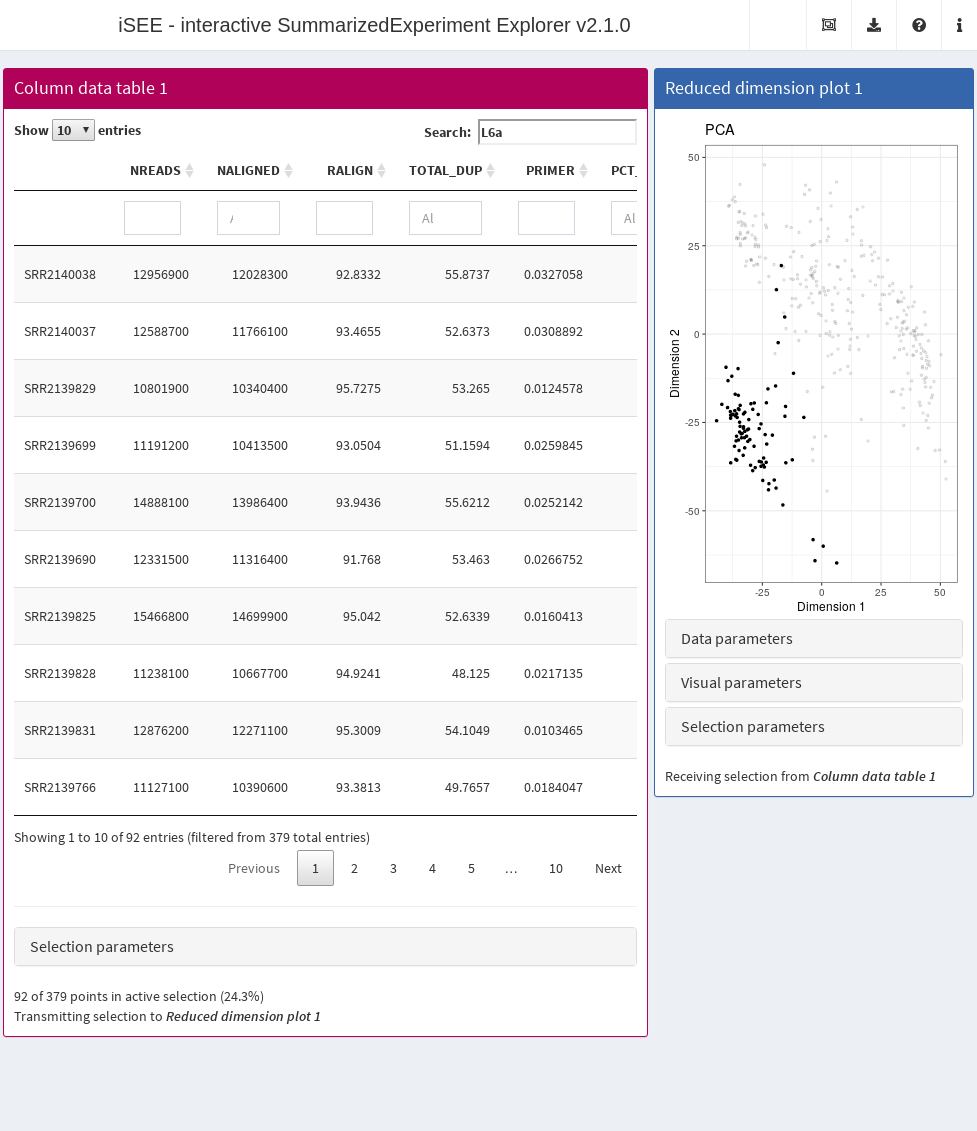 iSEE - interactive SummarizedExperiment Explorer v2.1.0
Column data table 1
Show 10 entries
Search: L6a
NREADS NALIGNED RALIGN TOTAL_DUP PRIMER PCT_
Al Al
SRR2140038 12956900 12028300 92.8332 55.8737 0.0327058
SRR2140037 12588700 11766100 93.4655 52.6373 0.0308892
SRR2139829 10801900 10340400 95.7275 53.265 0.0124578
SRR2139699 11191200 10413500 93.0504 51.1594 0.0259845
SRR2139700 14888100 13986400 93.9436 55.6212 0.0252142
SRR2139690 12331500 11316400 91.768 53.463 0.0266752
SRR2139825 15466800 14699900 95.042 52.6339 0.0160413
SRR2139828 11238100 10667700 94.9241 48.125 0.0217135
SRR2139831 12876200 12271100 95.3009 54.1049 0.0103465
SRR2139766 11127100 10390600 93.3813 49.7657 0.0184047
Showing 1 to 10 of 92 entries (filtered from 379 total entries)
Previous 1 2 3 4 5 … 10 Next
Selection parameters
92 of 379 points in active selection (24.3%)
Transmitting selection to Reduced dimension plot 1
Reduced dimension plot 1
PCA
50
25
0
-25
-50
Dimension 2
-25 0 25 50
Dimension 1
Data parameters
Visual parameters
Selection parameters
Receiving selection from Column data table 1